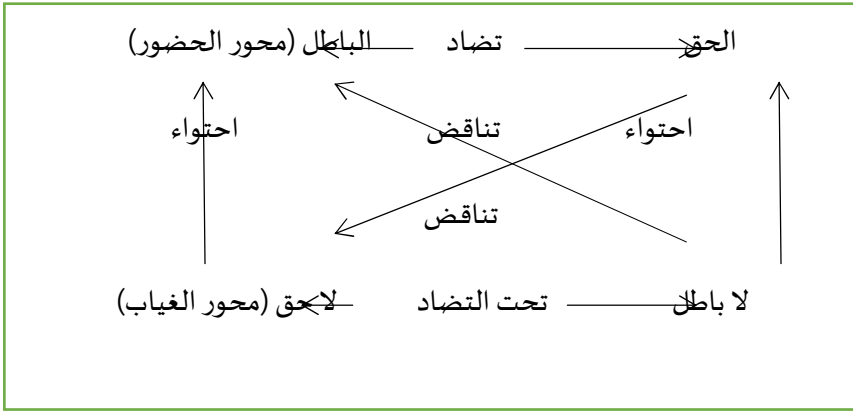 الحق تضاد الباطل (محور الحضور)
احتواء تناقض احتواء
تناقض
لا باطل تحت التضاد لا حق (محور الغياب)